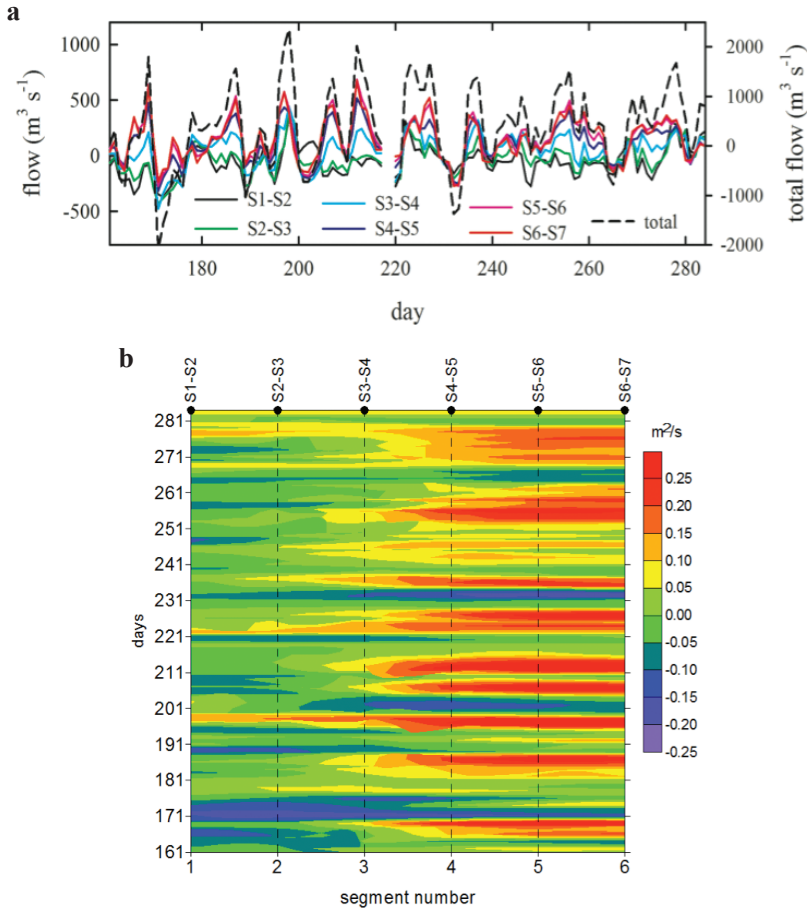 a
flow (m³ s⁻¹)
1000
500
0
-500
total flow (m³ s⁻¹)
2000
1000
0
-1000
-2000
S1-S2
S3-S4
S5-S6
total
S2-S3
S4-S5
S6-S7
180 200 220 240 260 280
day
b
S1-S2 S2-S3 S3-S4 S4-S5 S5-S6 S6-S7
days
281
271
261
251
241
231
221
211
201
191
181
171
161
1 2 3 4 5 6
segment number
m²/s
0.25
0.20
0.15
0.10
0.05
0.00
-0.05
-0.10
-0.15
-0.20
-0.25